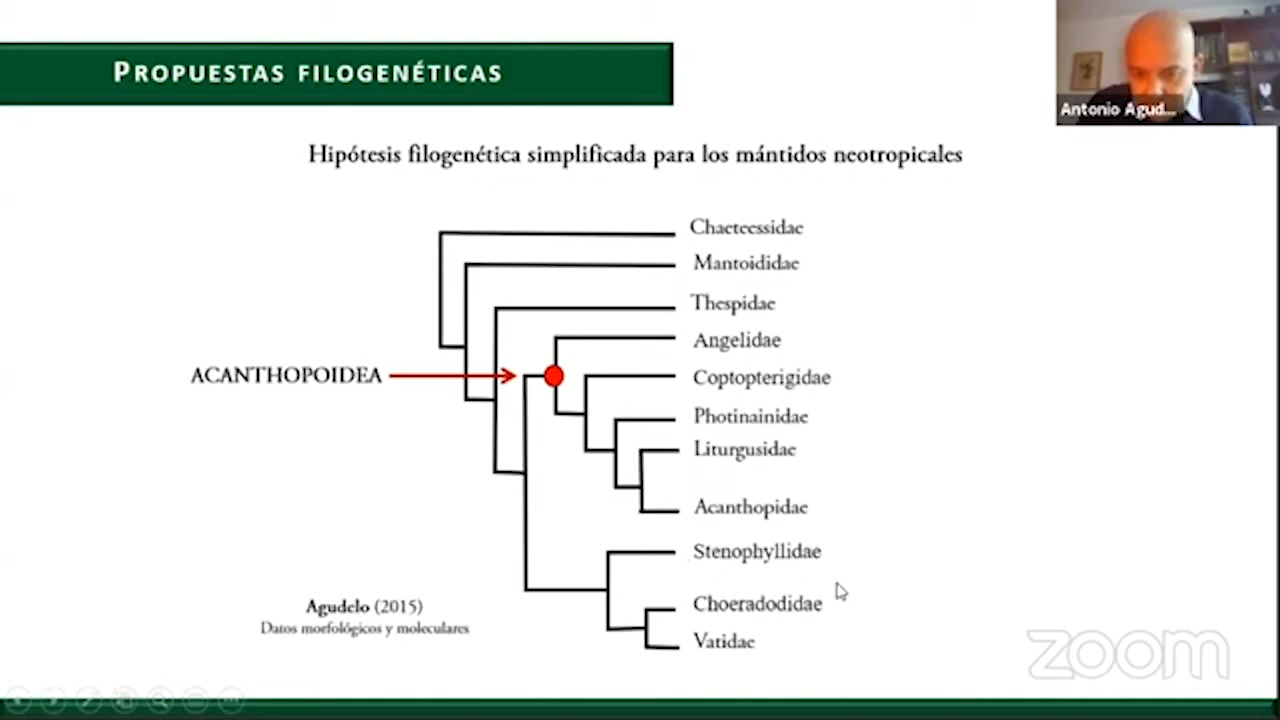 PROPUESTAS FILOGENÉTICAS
Antonio Agud...
Hipótesis filogenética simplificada para los mántidos neotropicales
Chaeteessidae
Mantoididae
Thespidae
Angelidae
ACANTHOPOIDEA
Coptopterigidae
Photinainidae
Liturgusidae
Acanthopidae
Stenophyllidae
Choeradodidae
Vatidae
Agudelo (2015)
Datos morfológicos y moleculares
zoom